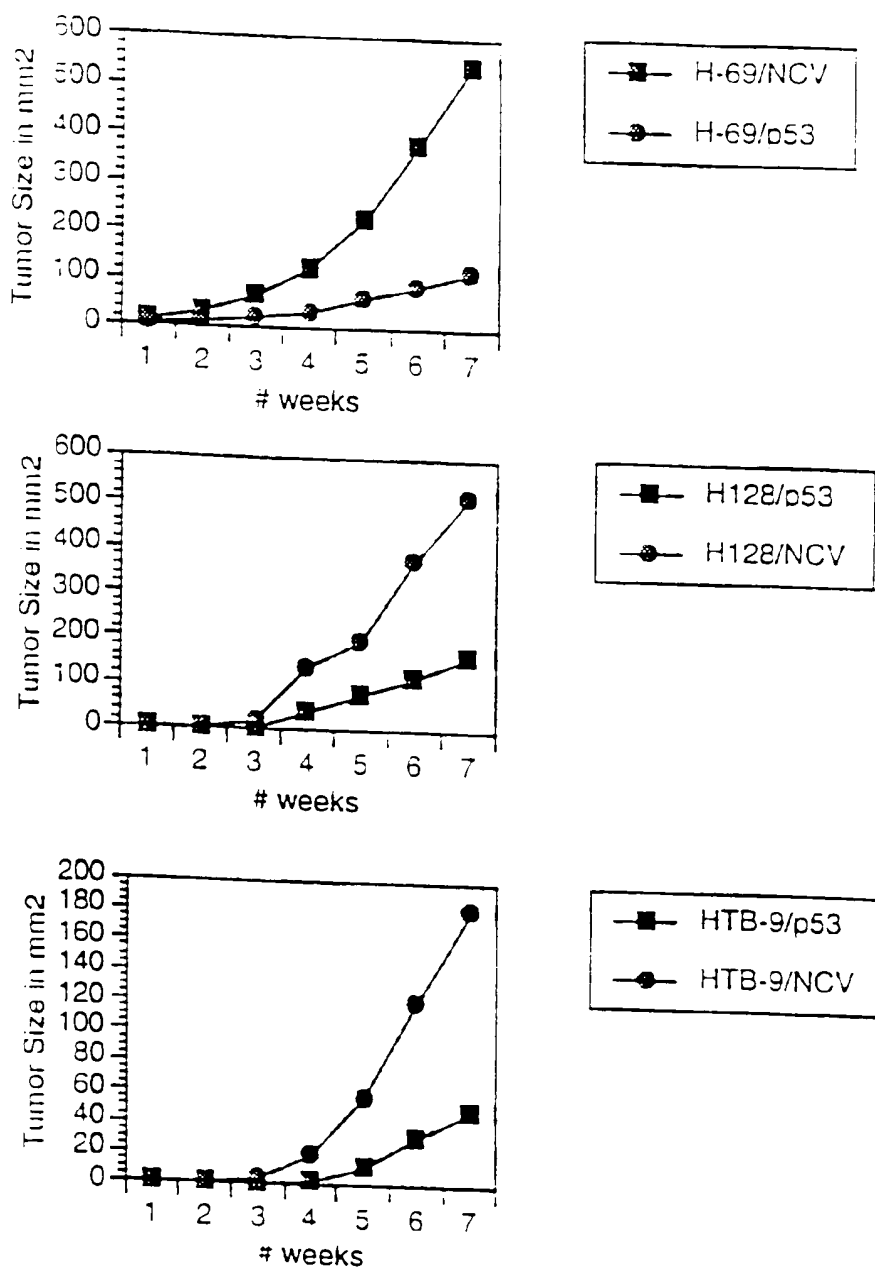 Tumor Size in mm2
600
500
400
300
200
100
0
1 2 3 4 5 6 7
# weeks
H-69/NCV
H-69/p53
Tumor Size in mm2
600
500
400
300
200
100
0
1 2 3 4 5 6 7
# weeks
H128/p53
H128/NCV
Tumor Size in mm2
200
180
160
140
120
100
80
60
40
20
0
1 2 3 4 5 6 7
# weeks
HTB-9/p53
HTB-9/NCV